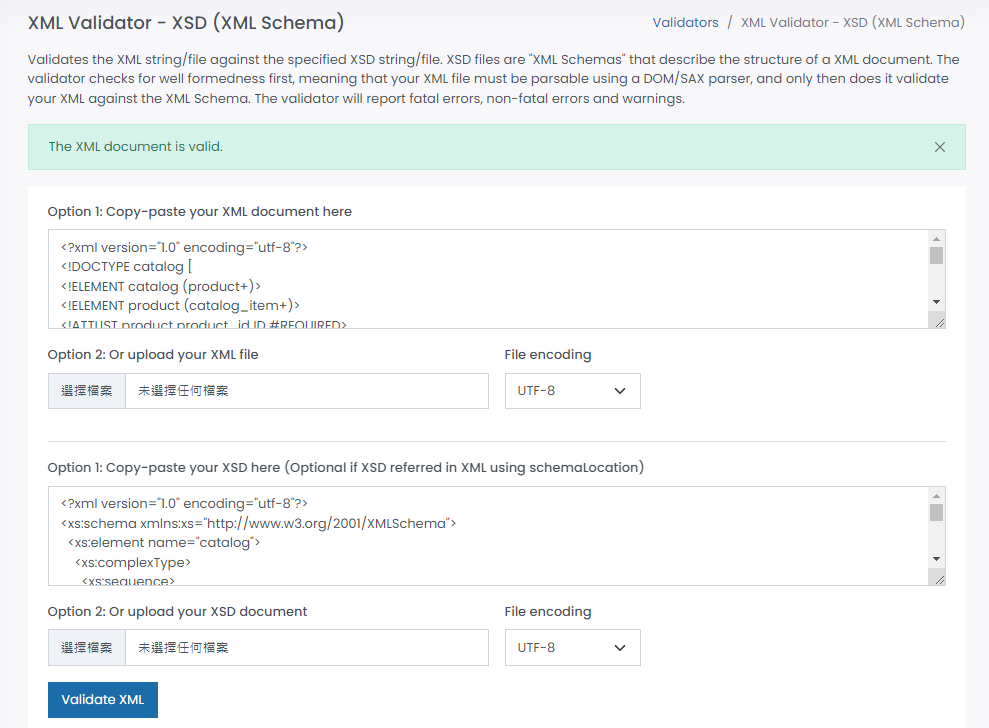 XML Validator - XSD (XML Schema)
Validators / XML Validator - XSD (XML Schema)
Validates the XML string/file against the specified XSD string/file. XSD files are "XML Schemas" that describe the structure of a XML document. The
validator checks for well formedness first, meaning that your XML file must be parsable using a DOM/SAX parser, and only then does it validate
your XML against the XML Schema. The validator will report fatal errors, non-fatal errors and warnings.
The XML document is valid.
Option 1: Copy-paste your XML document here
<?xml version="1.0" encoding="utf-8"?>
<!DOCTYPE catalog [
<!ELEMENT catalog (product+)>
<!ELEMENT product (catalog_item+)>
<!ATTLIST product product_id ID #REQUIRED>
Option 2: Or upload your XML file
File encoding
選擇檔案 未選擇任何檔案
UTF-8
Option 1: Copy-paste your XSD here (Optional if XSD referred in XML using schemaLocation)
<?xml version="1.0" encoding="utf-8"?>
<xs:schema xmlns:xs="http://www.w3.org/2001/XMLSchema">
<xs:element name="catalog">
<xs:complexType>
<xs:sequence>
Option 2: Or upload your XSD document
File encoding
選擇檔案 未選擇任何檔案
UTF-8
Validate XML